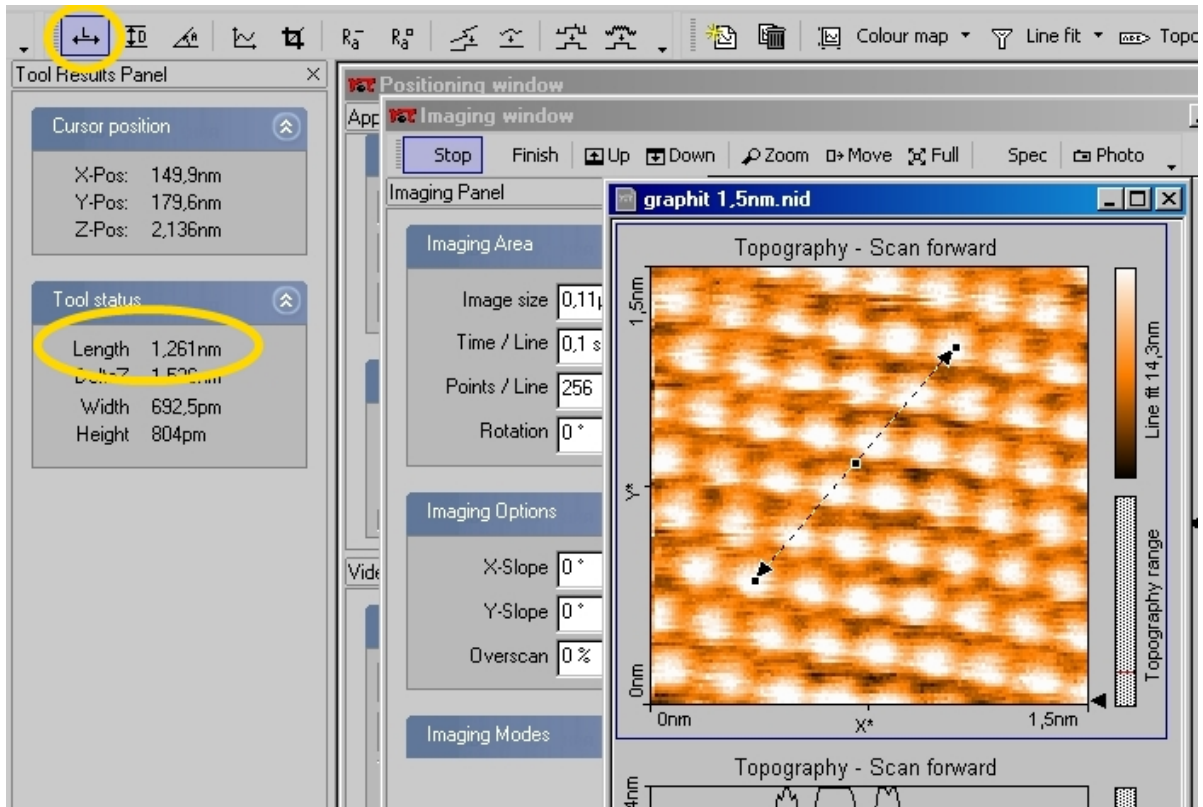 Colour map
Line fit
Tool Results Panel
Cursor position
X-Pos: 149,9nm
Y-Pos: 179,6nm
Z-Pos: 2,136nm
Tool status
Length 1,261nm
Width 692,5pm
Height 804pm
Positioning window
Imaging window
Stop Finish Up Down Zoom Move Full Spec Photo
Imaging Panel
Imaging Area
Image size 0,11
Time / Line 0,1 s
Points / Line 256
Rotation 0 °
Imaging Options
X-Slope 0 °
Y-Slope 0 °
Overscan 0 %
Imaging Modes
graphit 1,5nm.nid
Topography - Scan forward
1,5nm
Y*
0nm
0nm X* 1,5nm
Line fit 14,3nm
Topography range
Topography - Scan forward